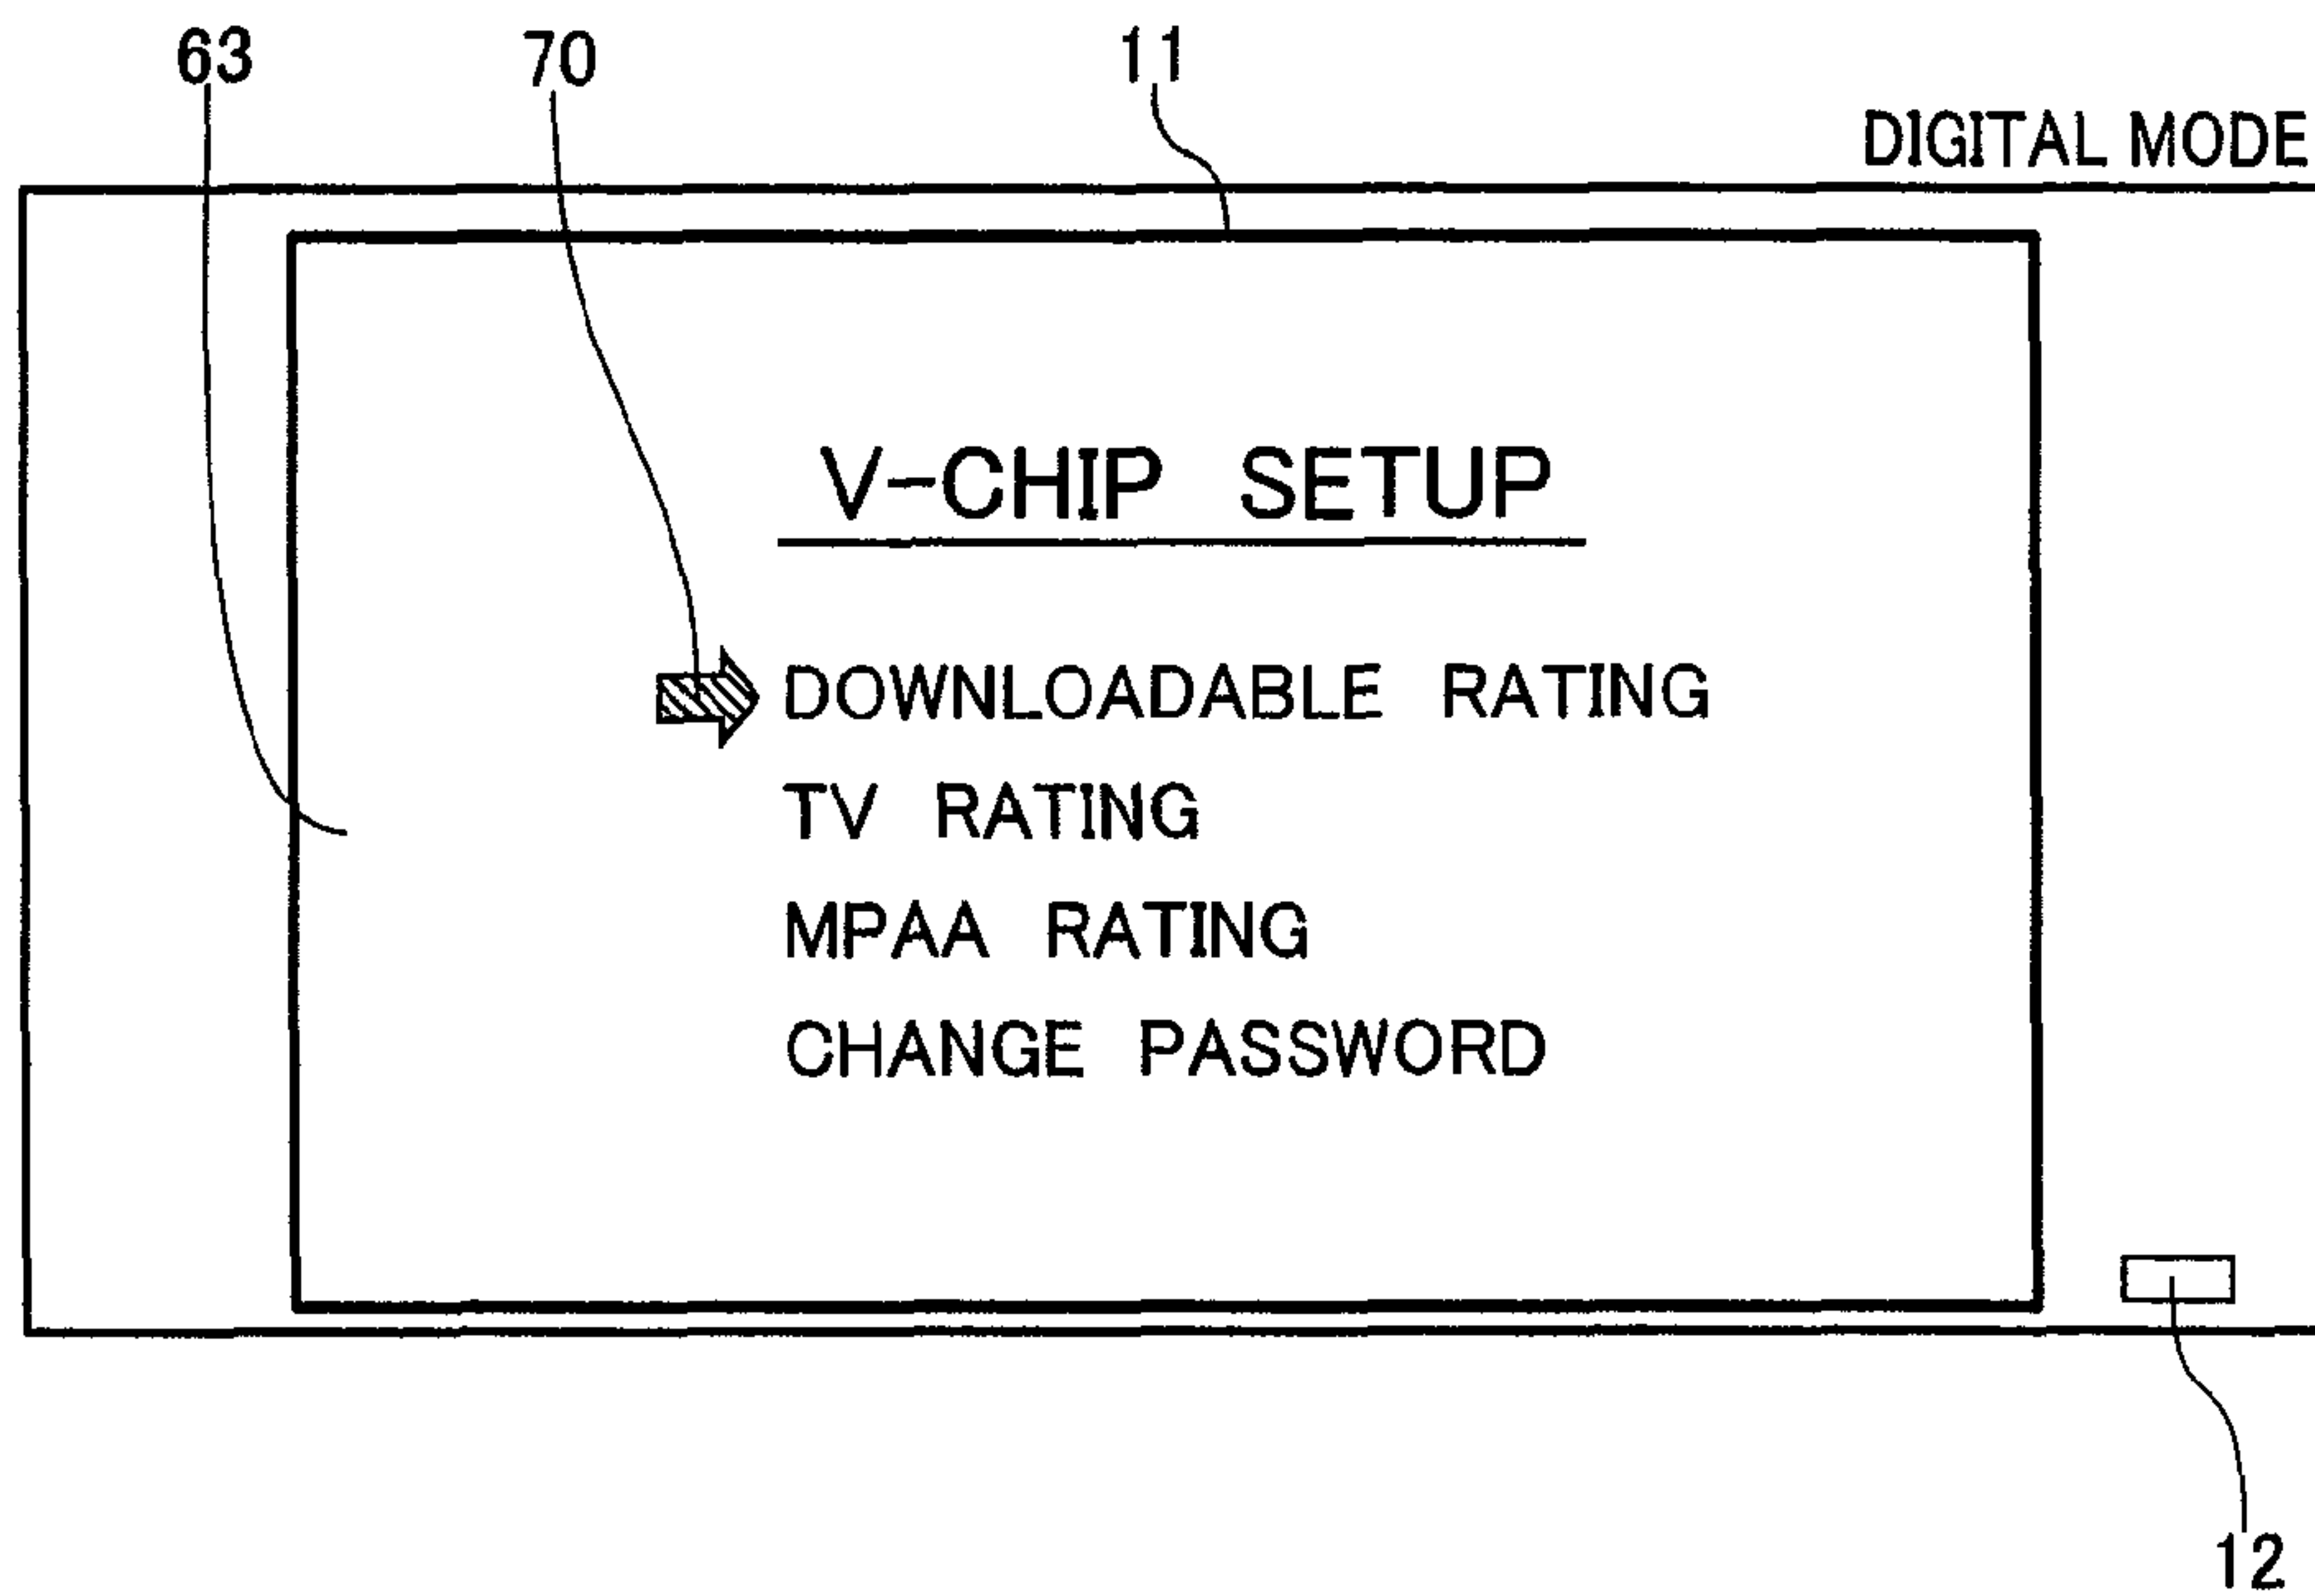 63 70 11
DIGITAL MODE
V-CHIP SETUP
DOWNLOADABLE RATING
TV RATING
MPAA RATING
CHANGE PASSWORD
12